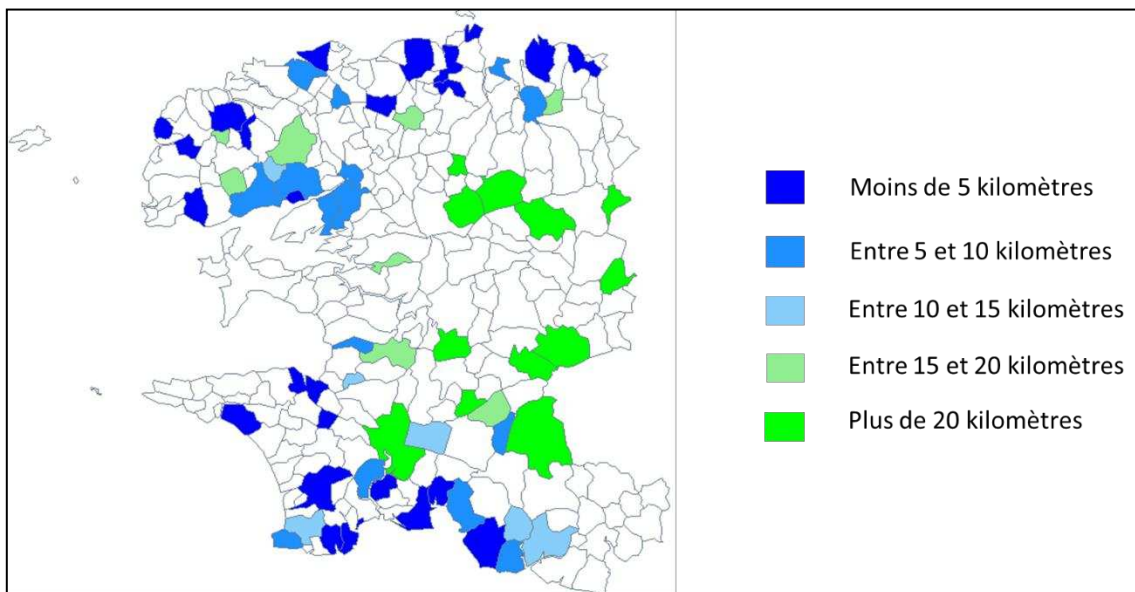 Moins de 5 kilomètres
Entre 5 et 10 kilomètres
Entre 10 et 15 kilomètres
Entre 15 et 20 kilomètres
Plus de 20 kilomètres